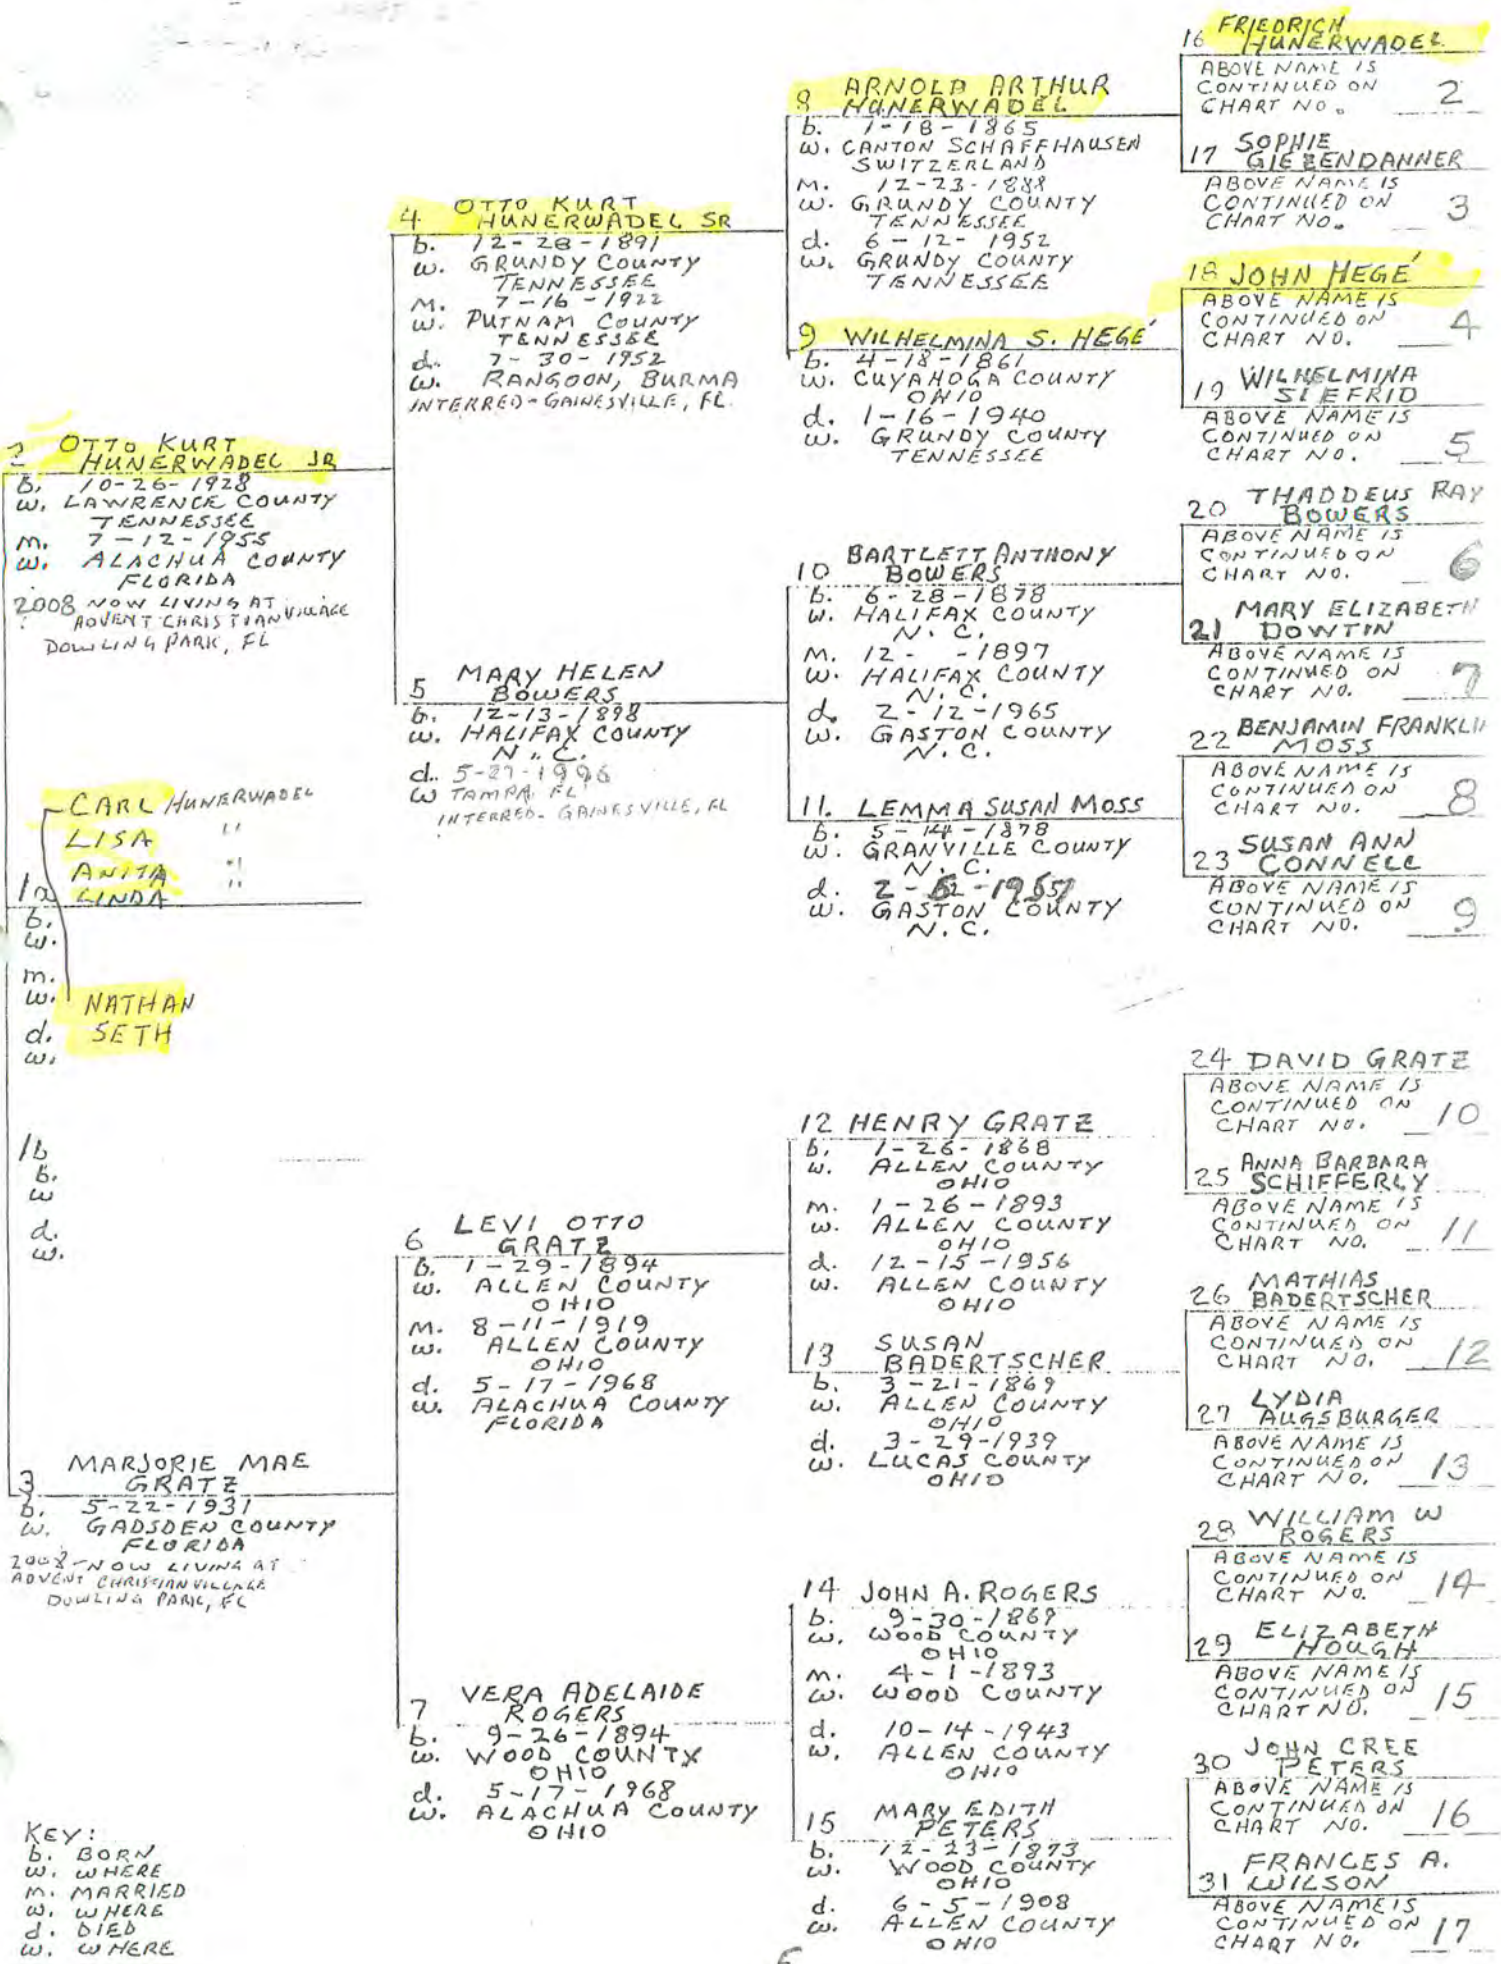 CARL HUNERWADEL
LISA "
ANITA "
1a LINDA "
b.
w.
m.
w.
NATHAN
d. SETH
w.
1b
b.
w
d.
w.
2 OTTO KURT
HUNERWADEL JR
B. 10-26-1928
w. LAWRENCE COUNTY
TENNESSEE
m. 7-12-1955
w. ALACHUA COUNTY
FLORIDA
2008 NOW LIVING AT
ADVENT CHRISTIAN VILLAGE
DOWLING PARK, FL
3 MARJORIE MAE
GRATZ
b. 5-22-1931
w. GADSDEN COUNTY
FLORIDA
2008-NOW LIVING AT
ADVENT CHRISTIAN VILLAGE
DOWLING PARK, FL
KEY:
b. BORN
w. WHERE
m. MARRIED
w. WHERE
d. DIED
w. WHERE
4 OTTO KURT
HUNERWADEL SR
b. 12-28-1891
w. GRUNDY COUNTY
TENNESSEE
m. 7-16-1922
w. PUTNAM COUNTY
TENNESSEE
d. 7-30-1952
w. RANGOON, BURMA
INTERRED-GAINESVILLE, FL.
5 MARY HELEN
BOWERS
b. 12-13-1898
w. HALIFAX COUNTY
N.C.
d. 5-27-1996
w TAMPA FL
INTERRED- GAINESVILLE, FL
6 LEVI OTTO
GRATZ
b. 1-29-1894
w. ALLEN COUNTY
OHIO
m. 8-11-1919
w. ALLEN COUNTY
OHIO
d. 5-17-1968
w. ALACHUA COUNTY
FLORIDA
7 VERA ADELAIDE
ROGERS
b. 9-26-1894
w. WOOD COUNTY
OHIO
d. 5-17-1968
w. ALACHUA COUNTY
OHIO
8 ARNOLD ARTHUR
HUNERWADEL
b. 1-18-1865
w. CANTON SCHAFFHAUSEN
SWITZERLAND
m. 12-23-1888
w. GRUNDY COUNTY
TENNESSEE
d. 6-12-1952
w. GRUNDY COUNTY
TENNESSEE
9 WILHELMINA S. HEGÉ
b. 4-18-1861
w. CUYAHOGA COUNTY
OHIO
d. 1-16-1940
w. GRUNDY COUNTY
TENNESSEE
10 BARTLETT ANTHONY
BOWERS
b. 6-28-1878
w. HALIFAX COUNTY
N.C.
m. 12- -1897
w. HALIFAX COUNTY
N.C.
d. 2-12-1965
w. GASTON COUNTY
N.C.
11. LEMMA SUSAN MOSS
b. 5-14-1878
w. GRANVILLE COUNTY
N.C.
d.
w. GASTON COUNTY
N.C.
12 HENRY GRATZ
b. 1-26-1868
w. ALLEN COUNTY
OHIO
m. 1-26-1893
w. ALLEN COUNTY
OHIO
d. 12-15-1956
w. ALLEN COUNTY
OHIO
13 SUSAN
BADERTSCHER
b. 3-21-1869
w. ALLEN COUNTY
OHIO
d. 3-29-1939
w. LUCAS COUNTY
OHIO
14 JOHN A. ROGERS
b. 9-30-1869
w. WOOD COUNTY
OHIO
m. 4-1-1893
w. WOOD COUNTY
d. 10-14-1943
w. ALLEN COUNTY
OHIO
15 MARY EDITH
PETERS
b. 12-23-1873
w. WOOD COUNTY
OHIO
d. 6-5-1908
w. ALLEN COUNTY
OHIO
16 FRIEDRICH
HUNERWADEL
ABOVE NAME IS
CONTINUED ON
CHART NO. 2
17 SOPHIE
GIEZENDANNER
ABOVE NAME IS
CONTINUED ON
CHART NO. 3
18 JOHN HEGÉ
ABOVE NAME IS
CONTINUED ON
CHART NO. 4
19 WILHELMINA
SIEFRID
ABOVE NAME IS
CONTINUED ON
CHART NO. 5
20 THADDEUS RAY
BOWERS
ABOVE NAME IS
CONTINUED ON
CHART NO. 6
21 MARY ELIZABETH
DOWTIN
ABOVE NAME IS
CONTINUED ON
CHART NO. 7
22 BENJAMIN FRANKLIN
MOSS
ABOVE NAME IS
CONTINUED ON
CHART NO. 8
23 SUSAN ANN
CONNELL
ABOVE NAME IS
CONTINUED ON
CHART NO. 9
24 DAVID GRATZ
ABOVE NAME IS
CONTINUED ON
CHART NO. 10
25 ANNA BARBARA
SCHIFFERLY
ABOVE NAME IS
CONTINUED ON
CHART NO. 11
26 MATHIAS
BADERTSCHER
ABOVE NAME IS
CONTINUED ON
CHART NO. 12
27 LYDIA
AUGSBURGER
ABOVE NAME IS
CONTINUED ON
CHART NO. 13
28 WILLIAM W
ROGERS
ABOVE NAME IS
CONTINUED ON
CHART NO. 14
29 ELIZABETH
HOUGH
ABOVE NAME IS
CONTINUED ON
CHART NO. 15
30 JOHN CREE
PETERS
ABOVE NAME IS
CONTINUED ON
CHART NO. 16
31 FRANCES A.
WILSON
ABOVE NAME IS
CONTINUED ON
CHART NO. 17